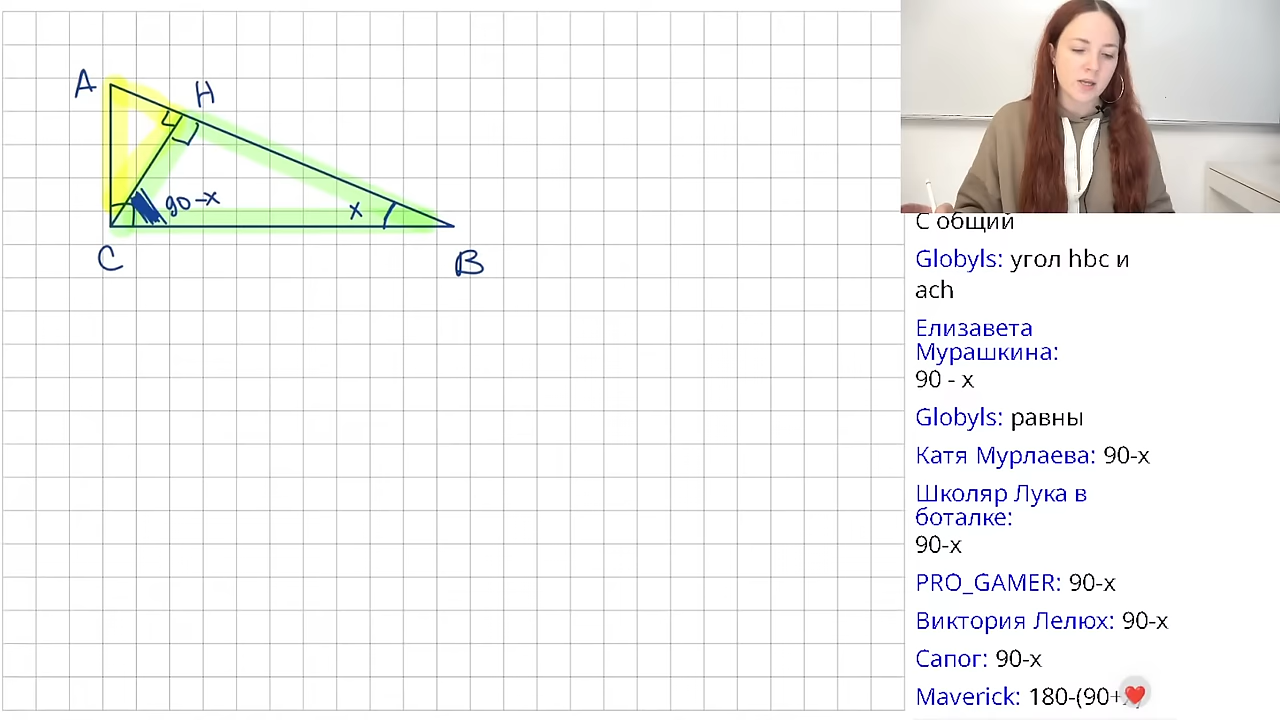 A
H
90-x
x
C
B
С общий
Globyls: угол hbc и
ach
Елизавета
Мурашкина:
90 - x
Globyls: равны
Катя Мурлаева: 90-x
Школяр Лука в
боталке:
90-x
PRO_GAMER: 90-x
Виктория Лелюх: 90-x
Сапог: 90-x
Maverick: 180-(90+